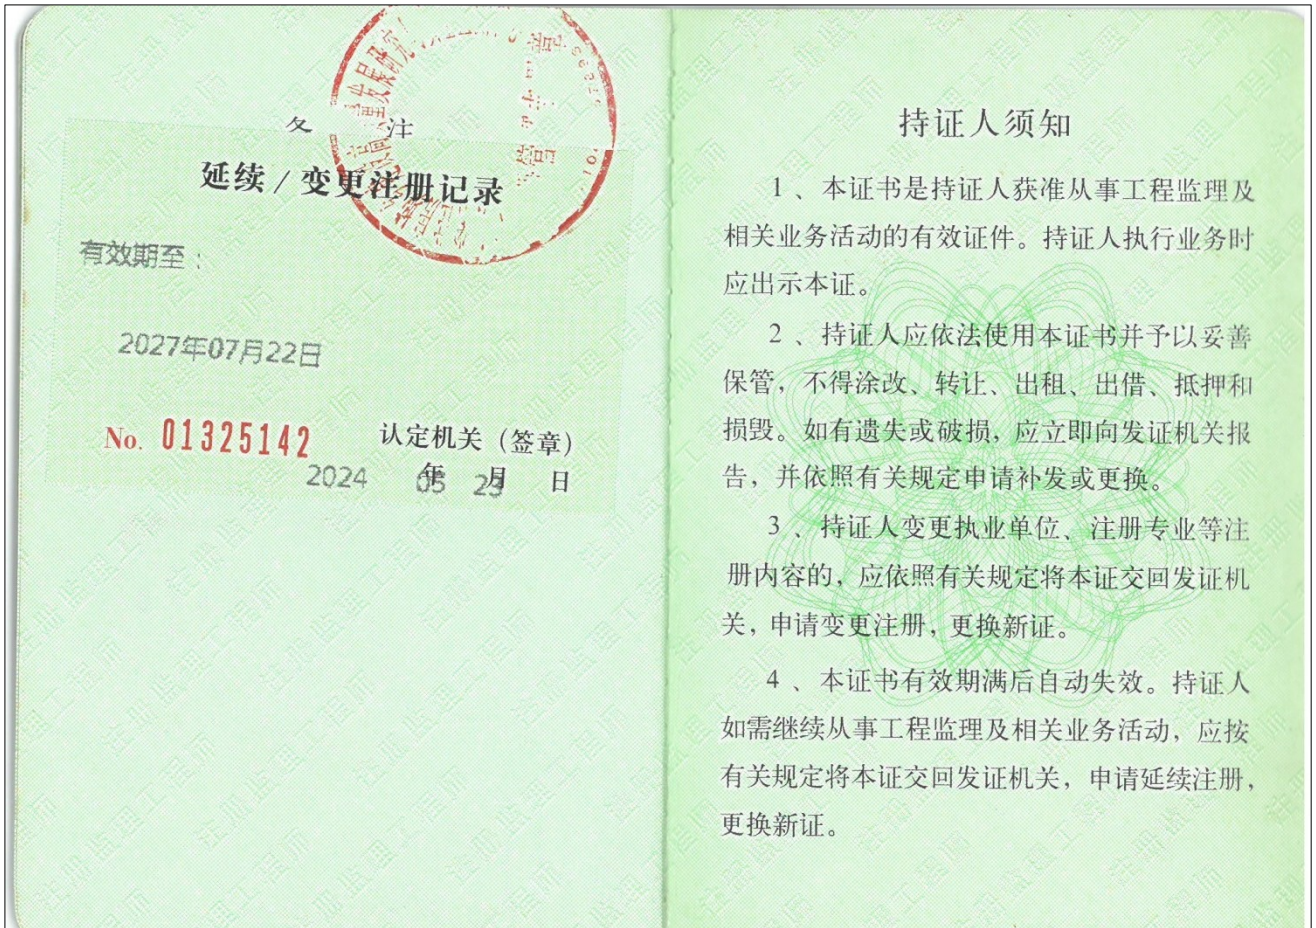 备 注
延续／变更注册记录
有效期至：
2027年07月22日
No. 01325142
认定机关（签章）
2024 年 05 月 23 日
持证人须知
1、本证书是持证人获准从事工程监理及
相关业务活动的有效证件。持证人执行业务时
应出示本证。
2、持证人应依法使用本证书并予以妥善
保管，不得涂改、转让、出租、出借、抵押和
损毁。如有遗失或破损，应立即向发证机关报
告，并依照有关规定申请补发或更换。
3、持证人变更执业单位、注册专业等注
册内容的，应依照有关规定将本证交回发证机
关，申请变更注册，更换新证。
4、本证书有效期满后自动失效。持证人
如需继续从事工程监理及相关业务活动，应按
有关规定将本证交回发证机关，申请延续注册，
更换新证。